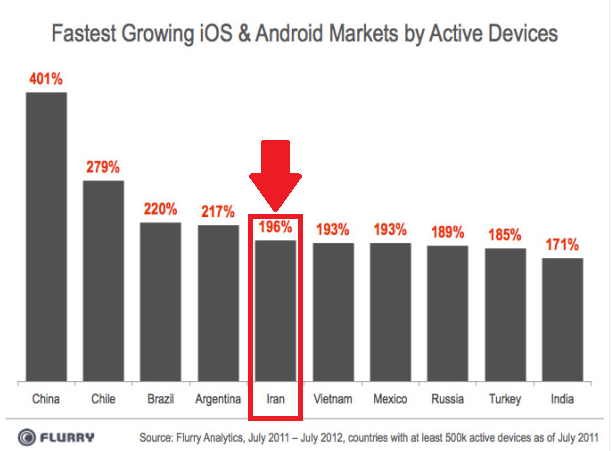 Fastest Growing iOS & Android Markets by Active Devices
401%
279%
220%
217%
196%
193%
193%
189%
185%
171%
China
Chile
Brazil
Argentina
Iran
Vietnam
Mexico
Russia
Turkey
India
FLURRY
Source: Flurry Analytics, July 2011 – July 2012, countries with at least 500k active devices as of July 2011